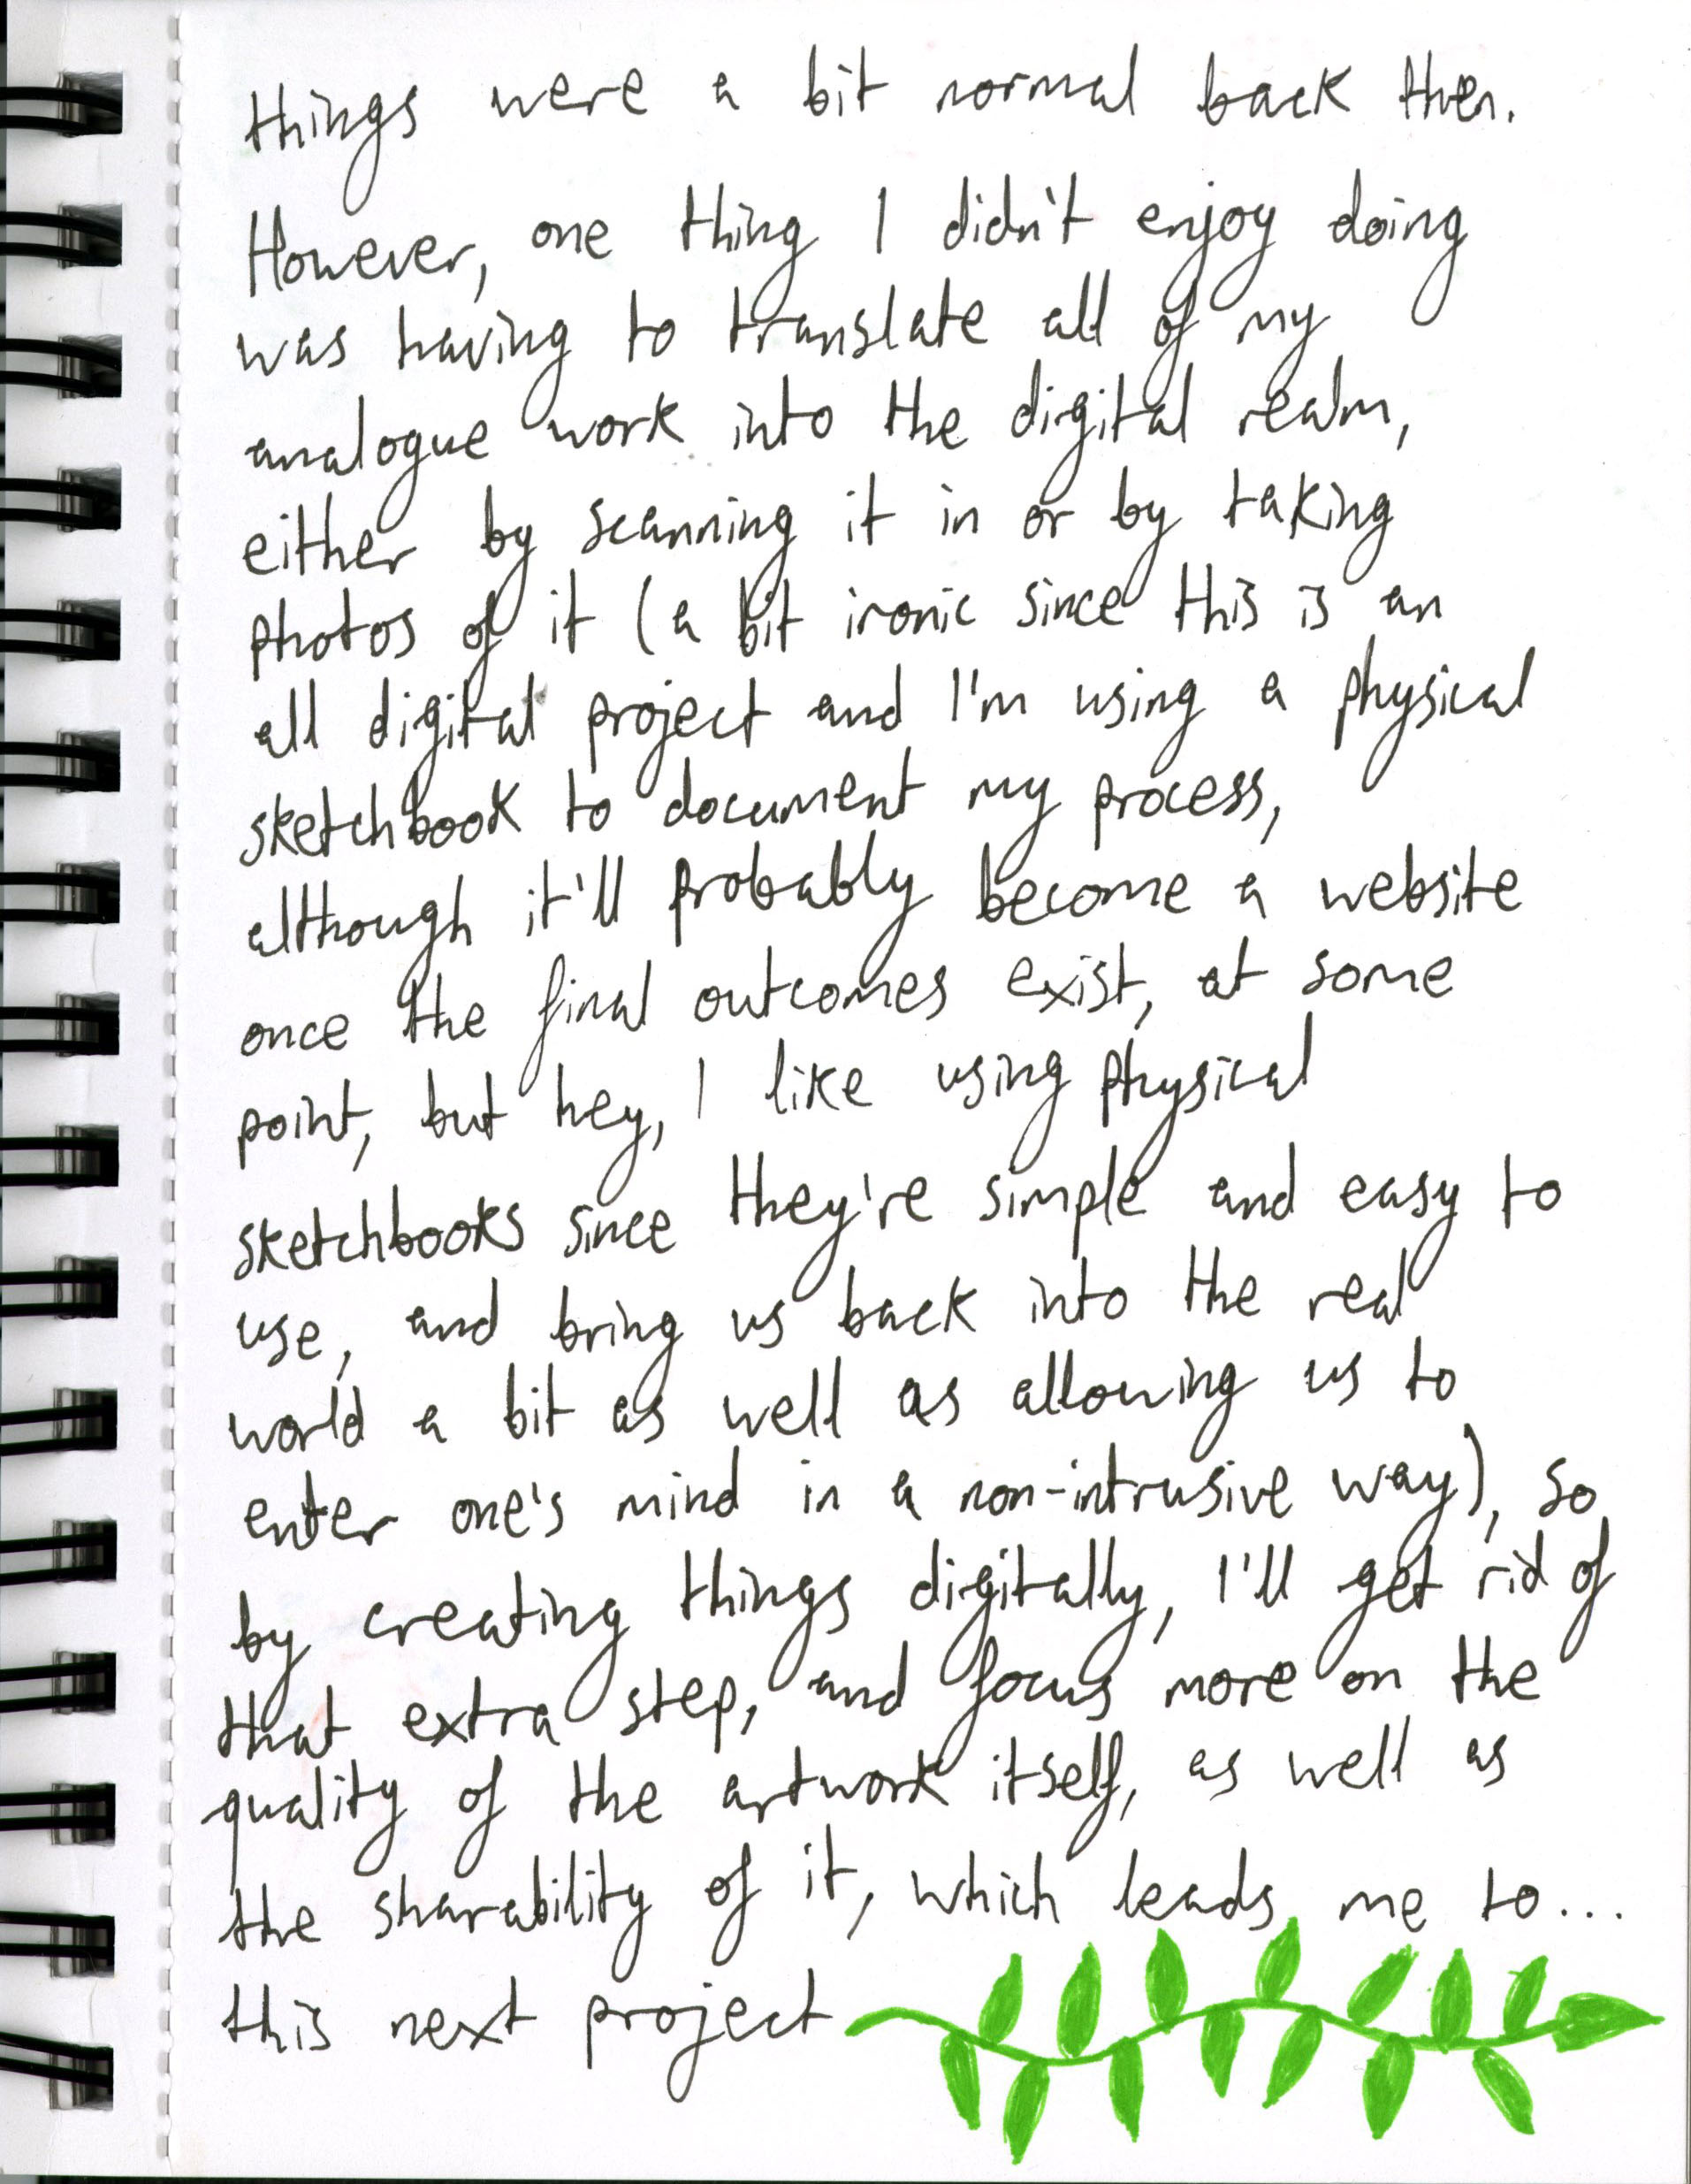 things were a bit normal back then.
However, one thing I didn't enjoy doing
was having to translate all of my
analogue work into the digital realm,
either by scanning it in or by taking
photos of it (a bit ironic since this is an
all digital project and I'm using a physical
sketchbook to document my process,
although it'll probably become a website
once the final outcomes exist, at some
point, but hey, I like using physical
sketchbooks since they're simple and easy to
use, and bring us back into the real
world a bit as well as allowing us to
enter one's mind in a non-intrusive way), so
by creating things digitally, I'll get rid of
that extra step, and focus more on the
quality of the artwork itself, as well as
the sharability of it, which leads me to...
this next project